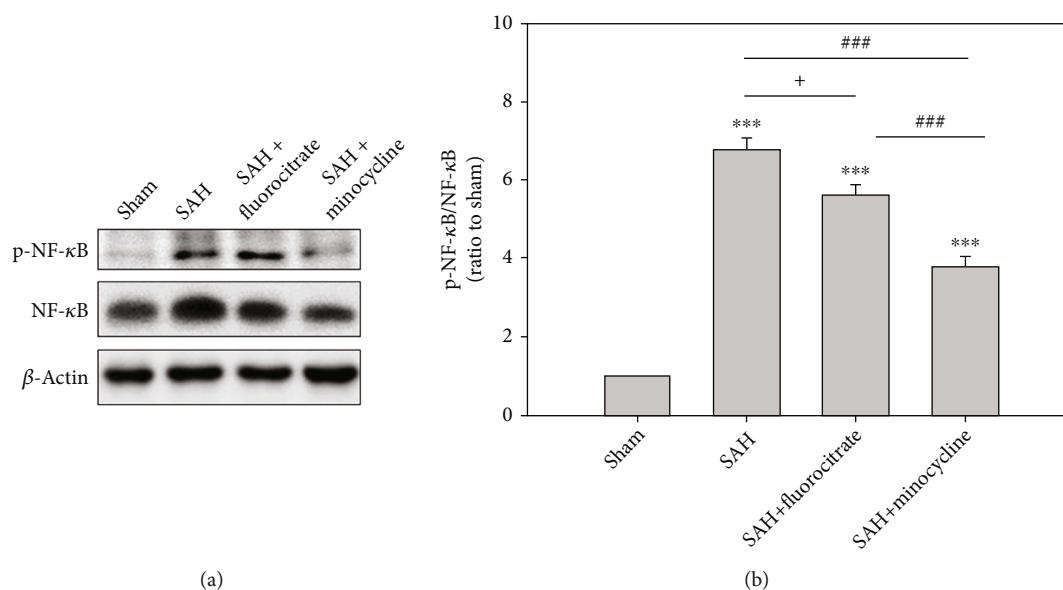 Sham
SAH
SAH +
fluorocitrate
SAH +
minocycline
p-NF-κB
NF-κB
β-Actin
(a)
p-NF-κB/NF-κB
(ratio to sham)
10
8
6
4
2
0
###
+
###
***
***
***
Sham
SAH
SAH+fluorocitrate
SAH+minocycline
(b)